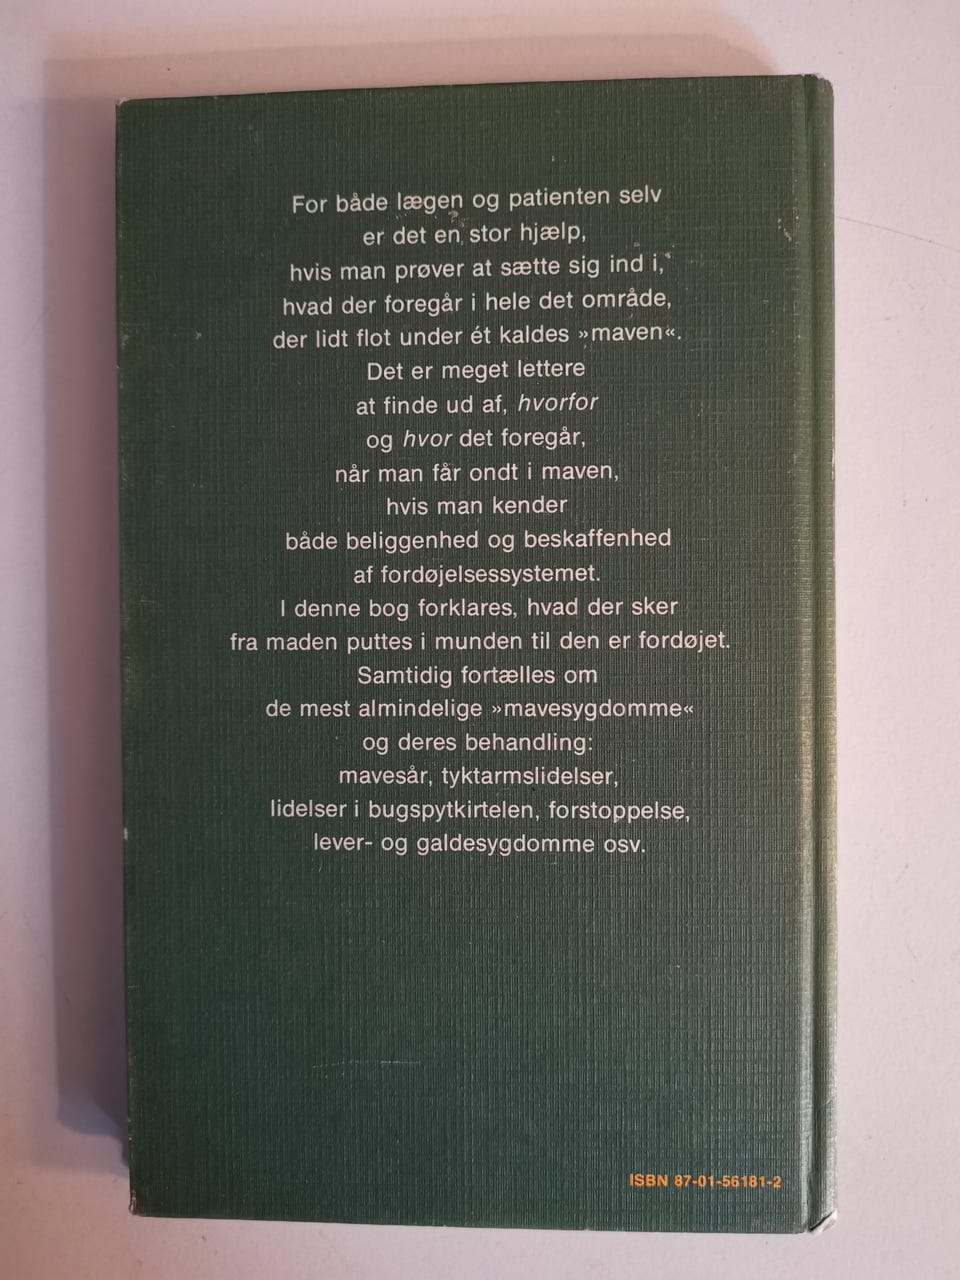 For både lægen og patienten selv
er det en stor hjælp,
hvis man prøver at sætte sig ind i,
hvad der foregår i hele det område,
der lidt flot under ét kaldes »maven«.
Det er meget lettere
at finde ud af, hvorfor
og hvor det foregår,
når man får ondt i maven,
hvis man kender
både beliggenhed og beskaffenhed
af fordøjelsessystemet.
I denne bog forklares, hvad der sker
fra maden puttes i munden til den er fordøjet.
Samtidig fortælles om
de mest almindelige »mavesygdomme«
og deres behandling:
mavesår, tyktarmslidelser,
lidelser i bugspytkirtelen, forstoppelse,
lever- og galdesygdomme osv.
ISBN 87-01-56181-2